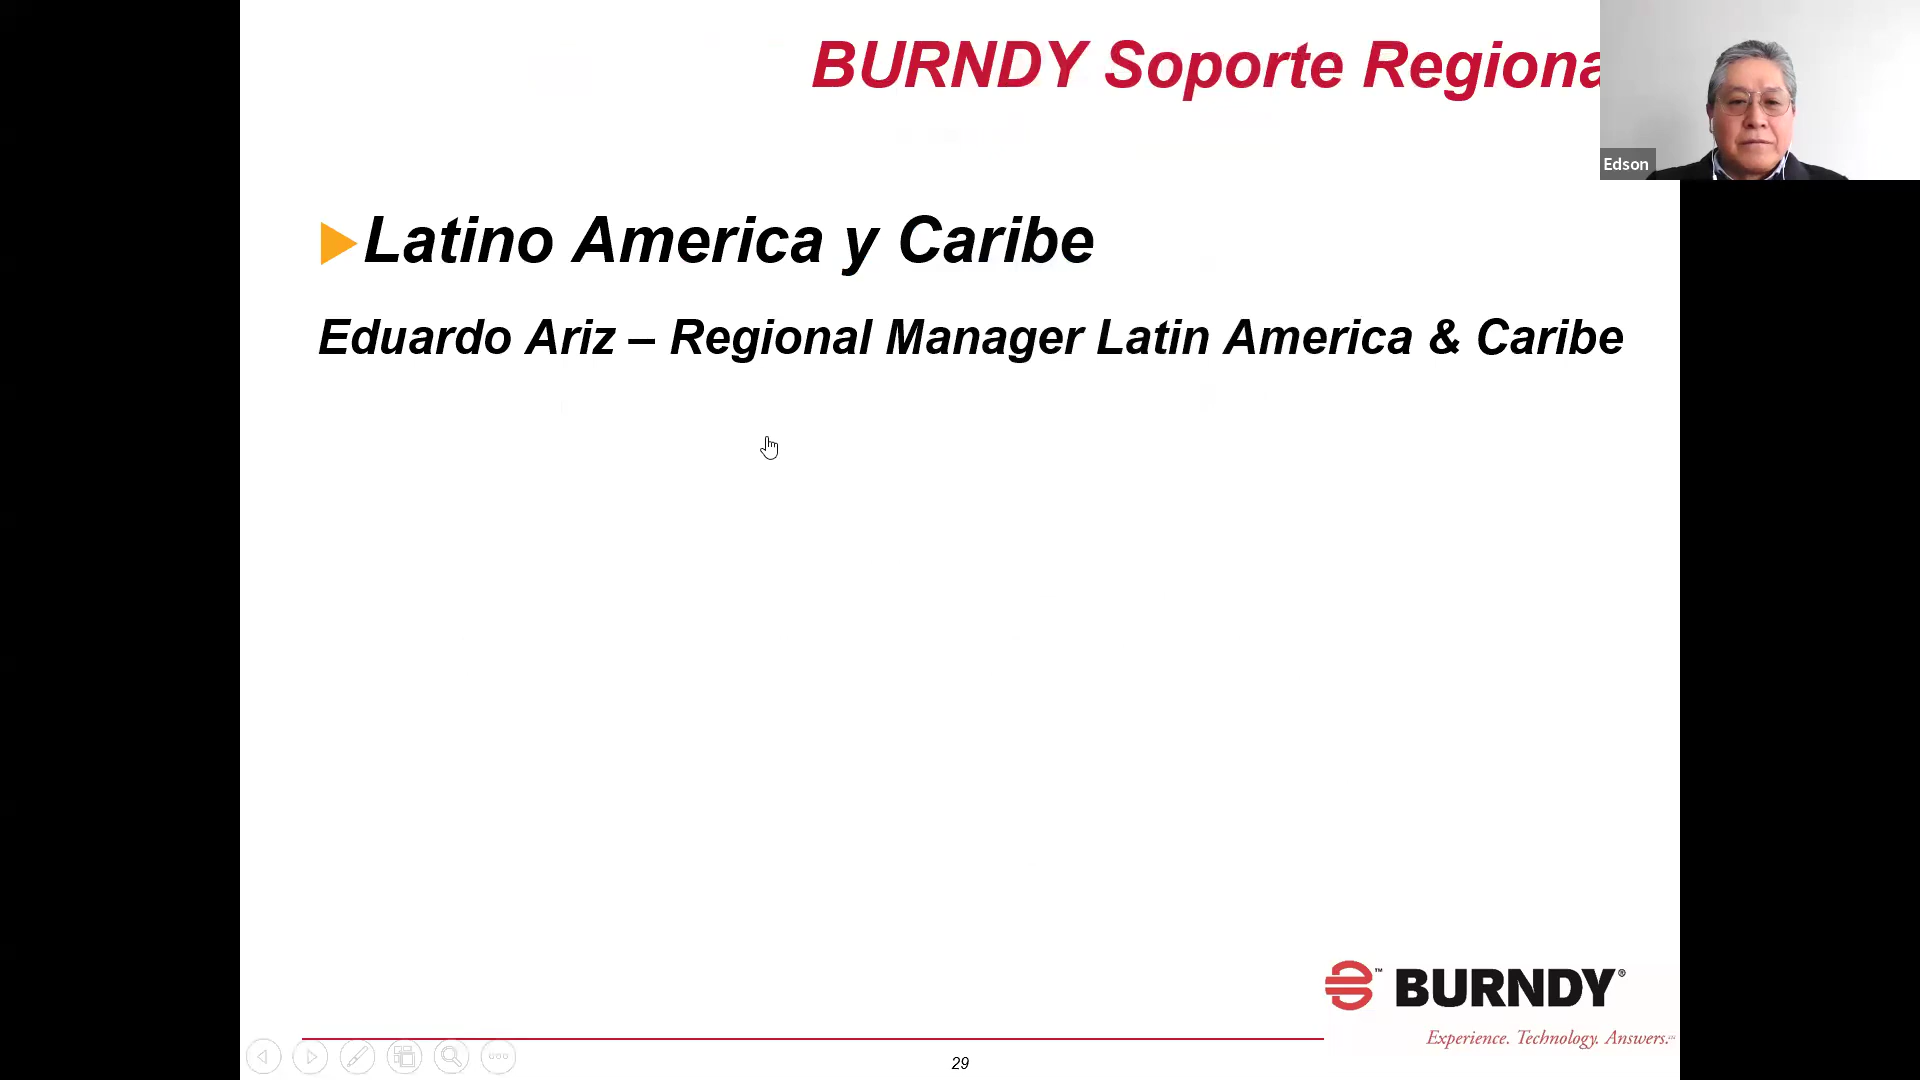 BURNDY Soporte Regiona
Edson
Latino America y Caribe
Eduardo Ariz – Regional Manager Latin America & Caribe
™ BURNDY®
Experience. Technology. Answers.
29